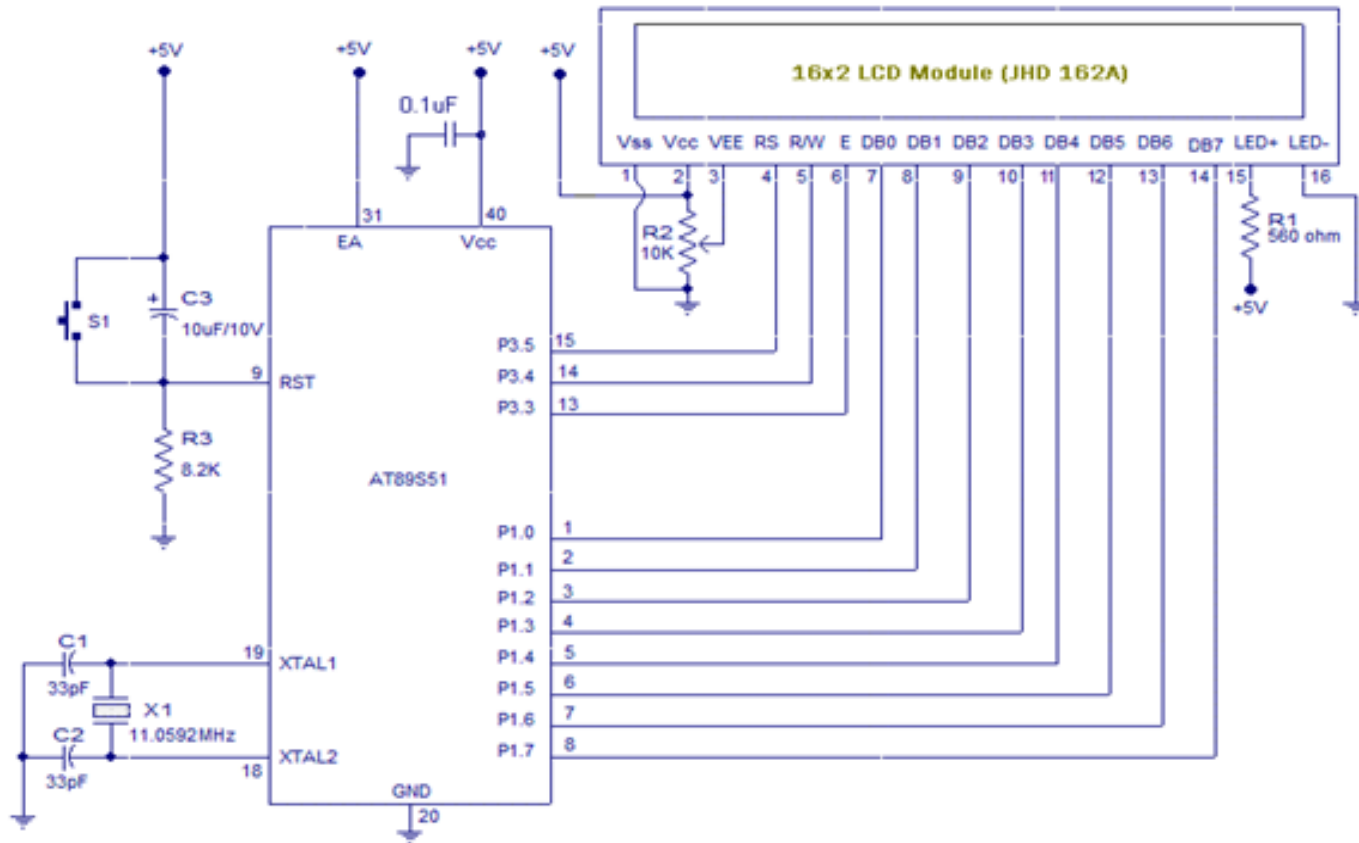 16x2 LCD Module (JHD 162A)
Vss Vcc VEE RS R/W E DB0 DB1 DB2 DB3 DB4 DB5 DB6 DB7 LED+ LED-
1 2 3 4 5 6 7 8 9 10 11 12 13 14 15 16
+5V
+5V
+5V
+5V
0.1uF
31
40
EA
Vcc
R2
10K
R1
560 ohm
+5V
S1
C3
+
10uF/10V
9
RST
R3
8.2K
AT89S51
P3.5 15
P3.4 14
P3.3 13
P1.0 1
P1.1 2
P1.2 3
P1.3 4
P1.4 5
P1.5 6
P1.6 7
P1.7 8
C1
33pF
19
XTAL1
X1
11.0592MHz
C2
33pF
18
XTAL2
GND
20